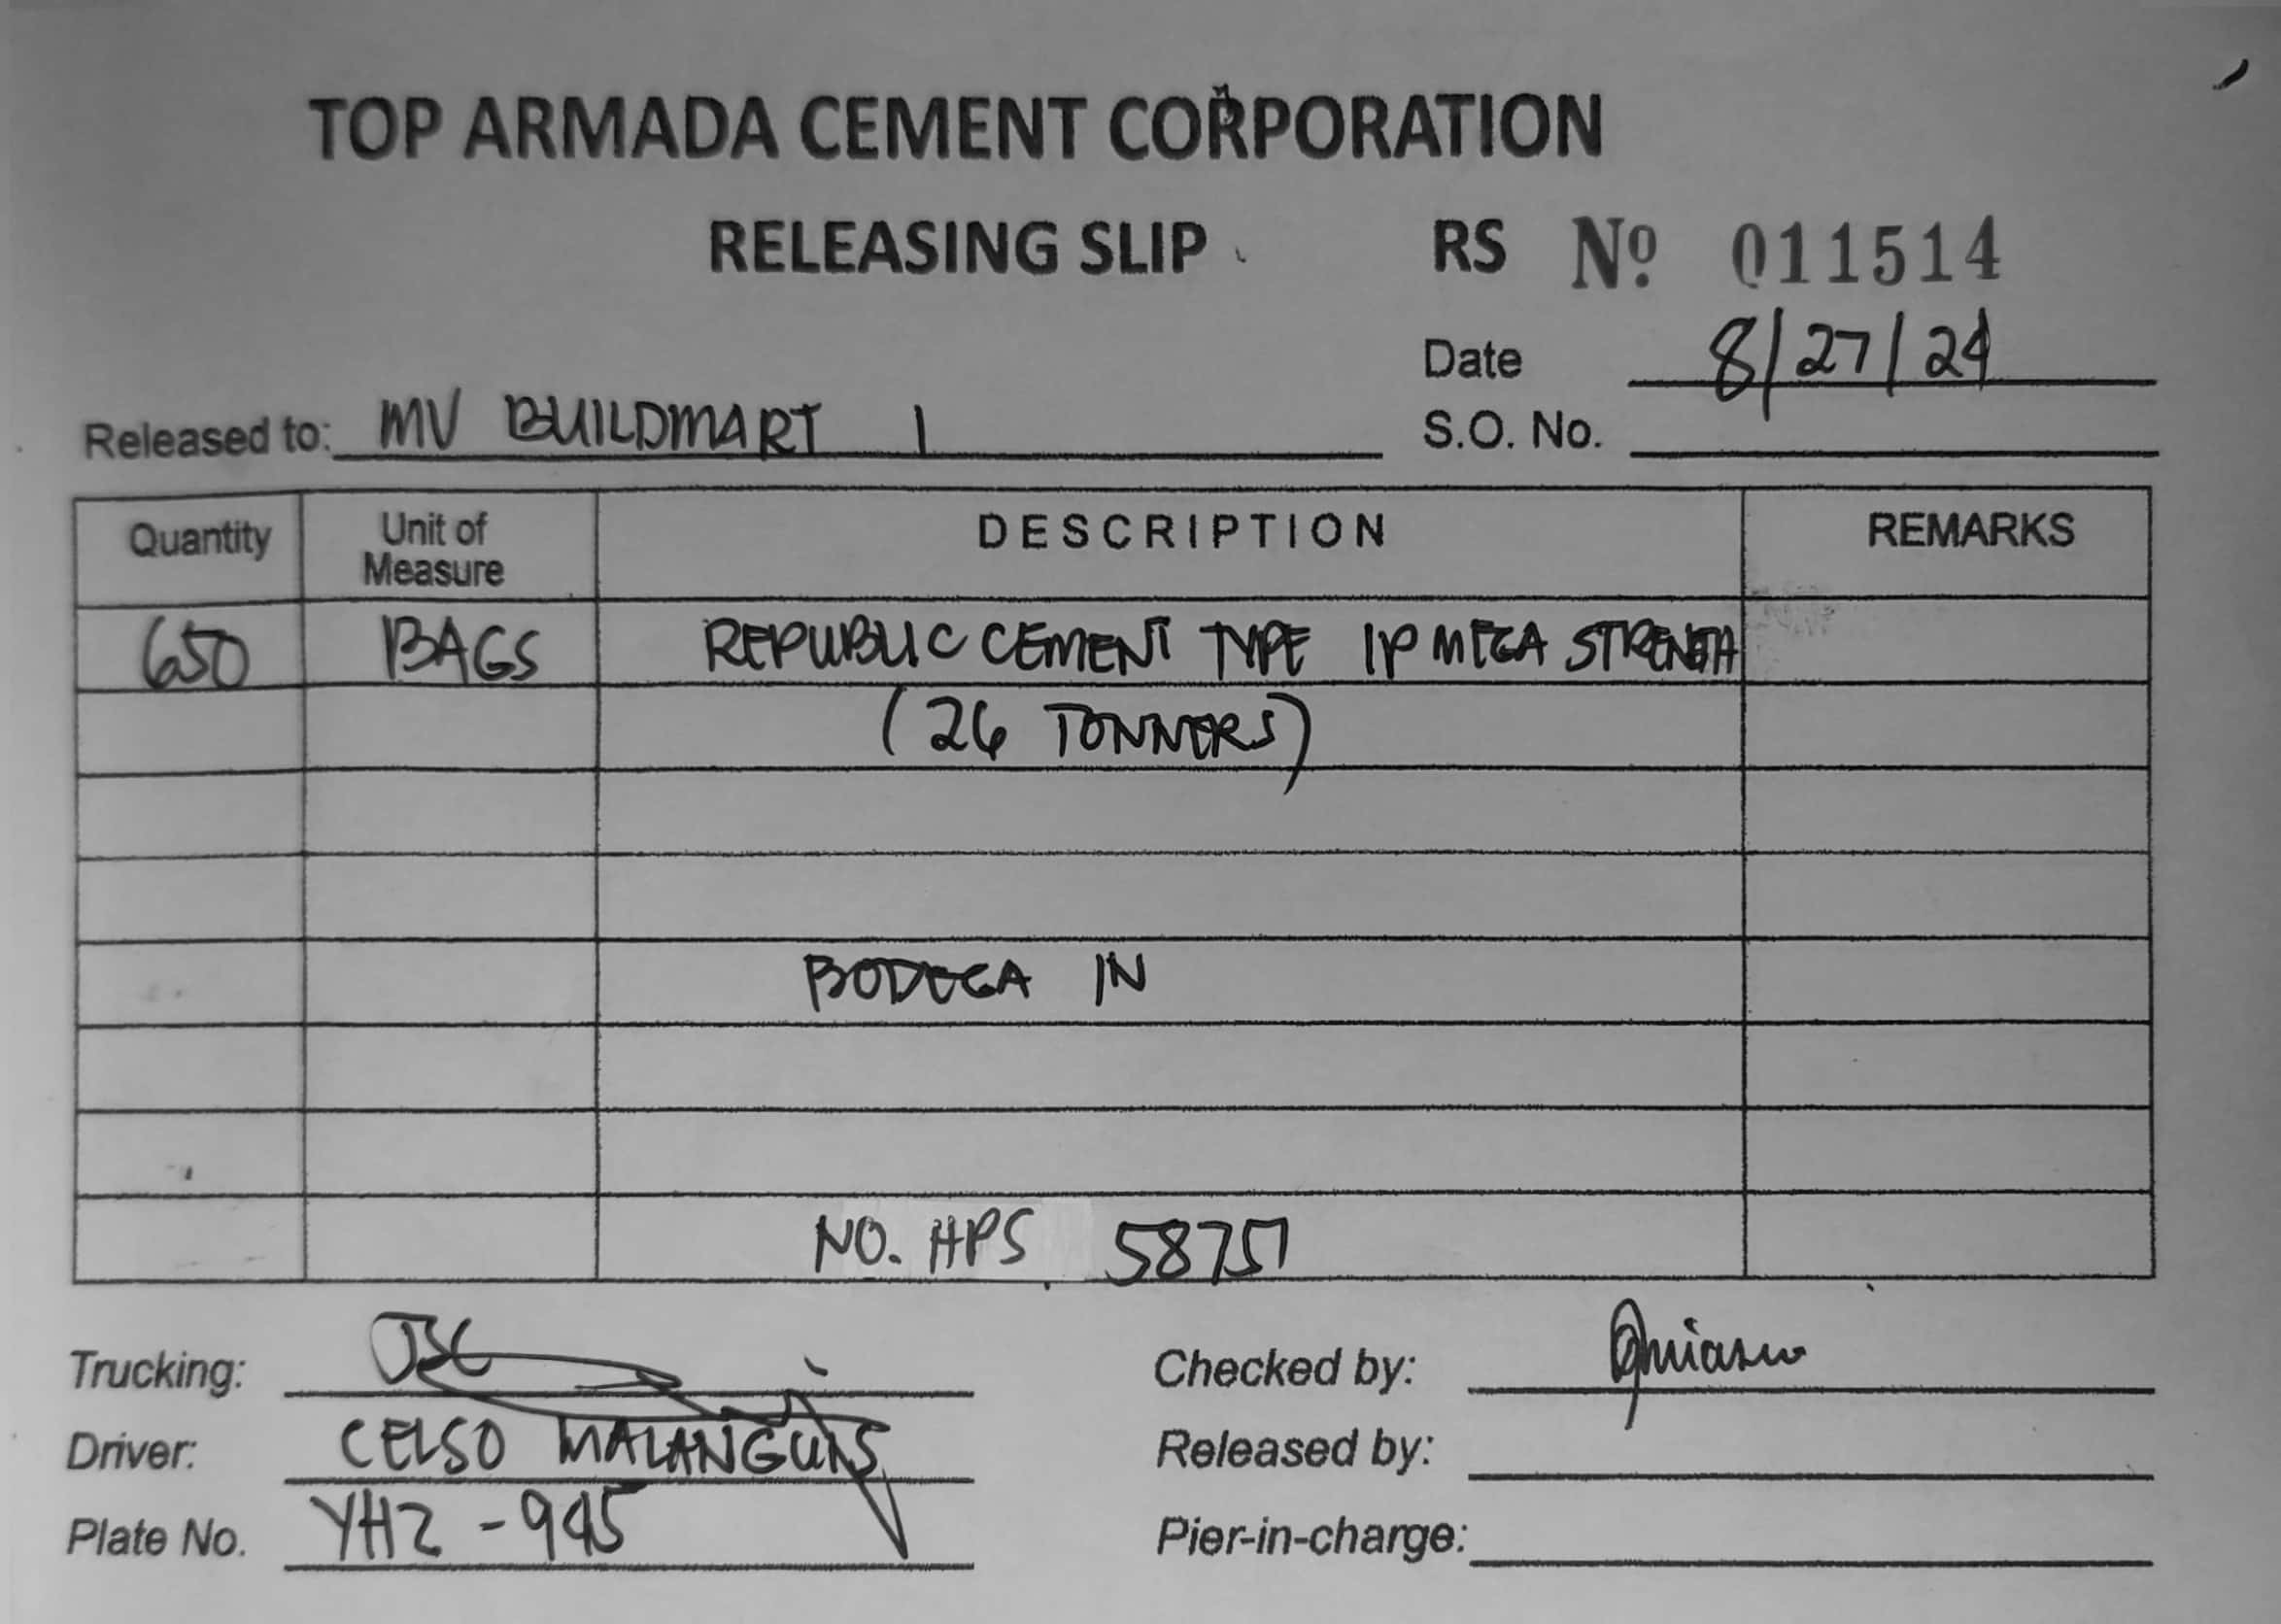 TOP ARMADA CEMENT CORPORATION
RELEASING SLIP RS Nº 011514
Date 8/27/24
Released to: MV BUILDMART 1 S.O. No.
Quantity Unit of Measure DESCRIPTION REMARKS
650 BAGS REPUBLIC CEMENT TYPE 1P MEGA STRENGTH
(26 TONNERS)
BODEGA IN
NO. HPS 58757
Trucking: JSC Checked by:
Driver: CELSO MALANGUIS Released by:
Plate No. YHZ - 945 Pier-in-charge: